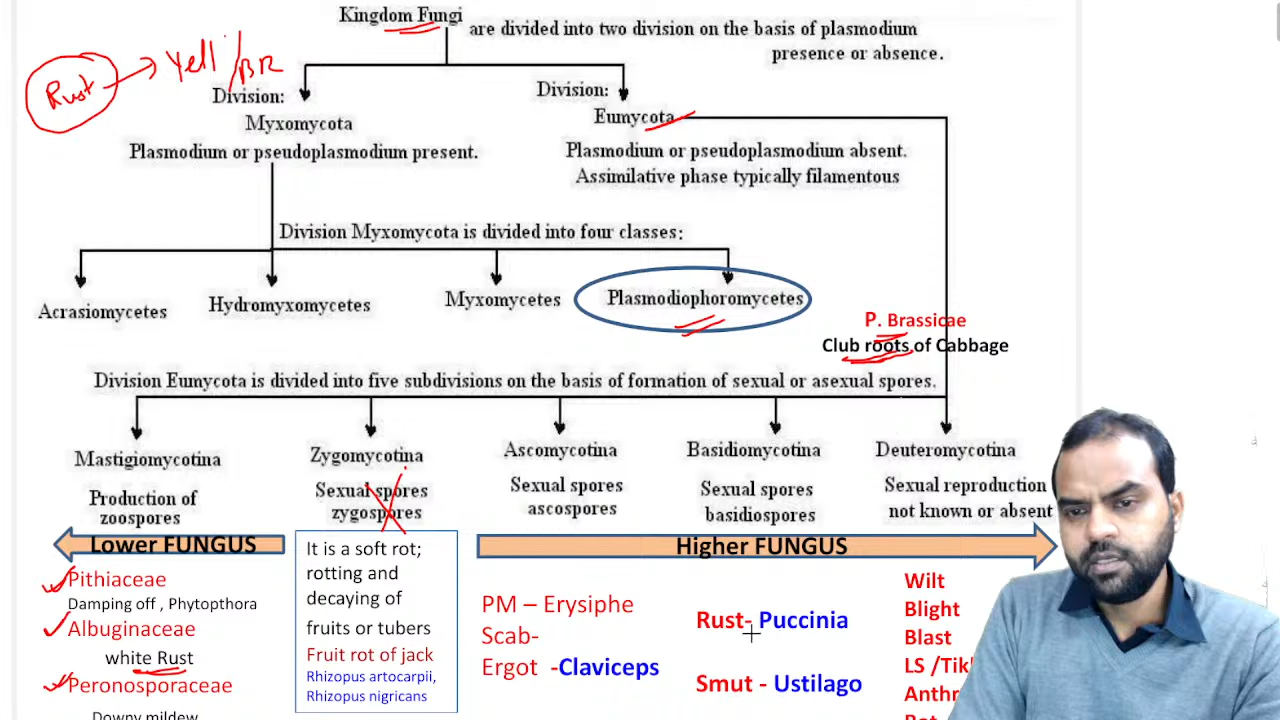 Kingdom Fungi
are divided into two division on the basis of plasmodium
presence or absence.
Rust
Yell/BR
Division:
Myxomycota
Plasmodium or pseudoplasmodium present.
Division:
Eumycota
Plasmodium or pseudoplasmodium absent.
Assimilative phase typically filamentous
Division Myxomycota is divided into four classes:
Acrasiomycetes
Hydromyxomycetes
Myxomycetes
Plasmodiophoromycetes
P. Brassicae
Club roots of Cabbage
Division Eumycota is divided into five subdivisions on the basis of formation of sexual or asexual spores.
Mastigiomycotina
Production of
zoospores
Zygomycotina
Sexual spores
zygospores
Ascomycotina
Sexual spores
ascospores
Basidiomycotina
Sexual spores
basidiospores
Deuteromycotina
Sexual reproduction
not known or absent
Lower FUNGUS
Higher FUNGUS
Pithiaceae
Damping off , Phytopthora
Albuginaceae
white Rust
Peronosporaceae
Downy mildew
It is a soft rot;
rotting and
decaying of
fruits or tubers
Fruit rot of jack
Rhizopus artocarpii,
Rhizopus nigricans
PM – Erysiphe
Scab-
Ergot -Claviceps
Rust- Puccinia
Smut - Ustilago
Wilt
Blight
Blast
LS /Tik
Anthr